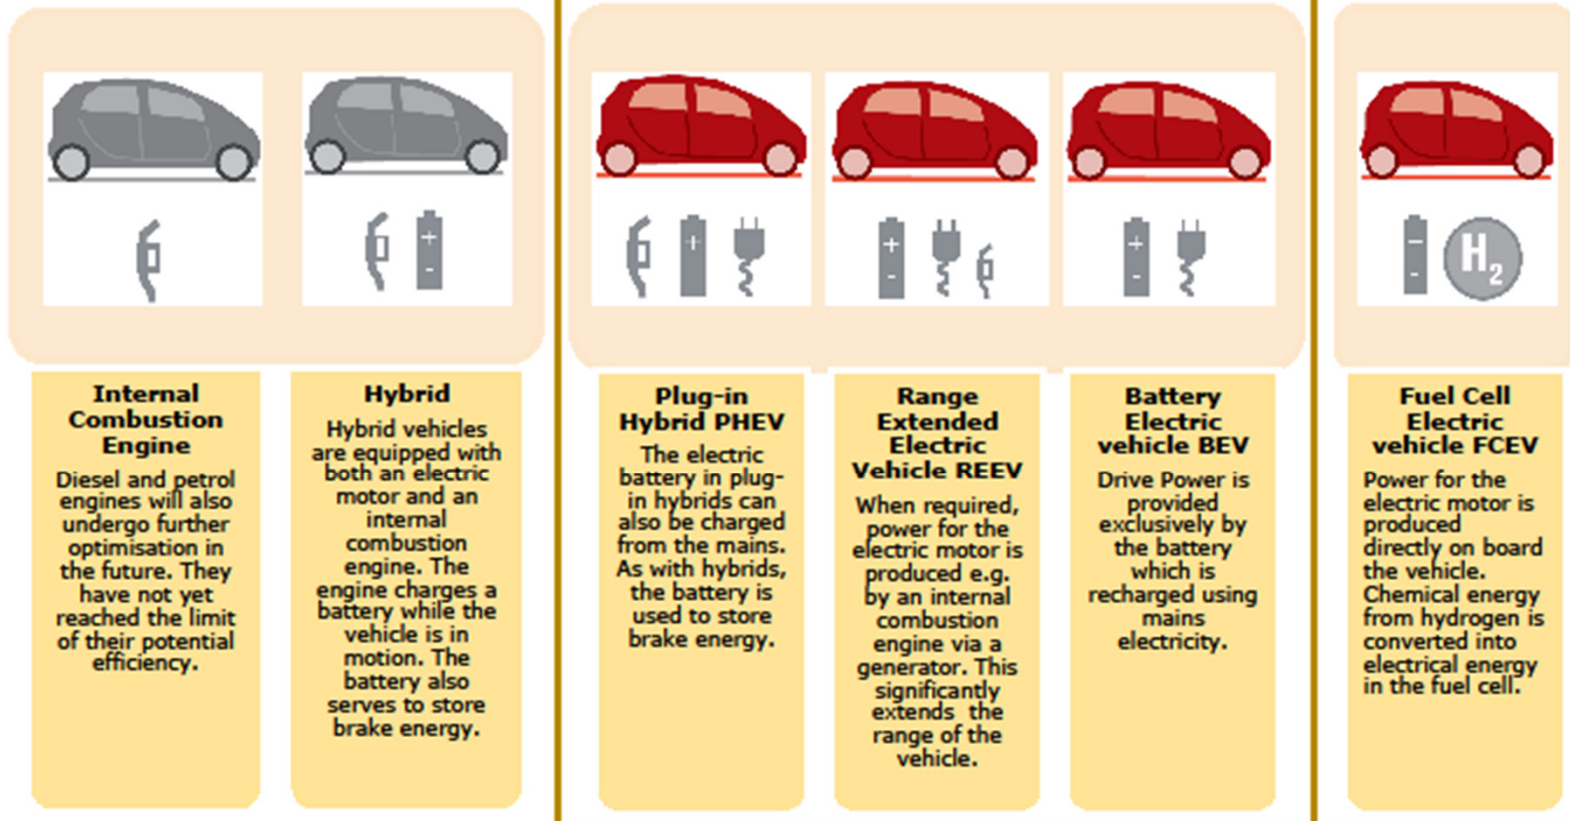 H2
Internal
Combustion
Engine
Diesel and petrol
engines will also
undergo further
optimisation in
the future. They
have not yet
reached the limit
of their potential
efficiency.
Hybrid
Hybrid vehicles
are equipped with
both an electric
motor and an
internal
combustion
engine. The
engine charges a
battery while the
vehicle is in
motion. The
battery also
serves to store
brake energy.
Plug-in
Hybrid PHEV
The electric
battery in plug-
in hybrids can
also be charged
from the mains.
As with hybrids,
the battery is
used to store
brake energy.
Range
Extended
Electric
Vehicle REEV
When required,
power for the
electric motor is
produced e.g.
by an internal
combustion
engine via a
generator. This
significantly
extends the
range of the
vehicle.
Battery
Electric
vehicle BEV
Drive Power is
provided
exclusively by
the battery
which is
recharged using
mains
electricity.
Fuel Cell
Electric
vehicle FCEV
Power for the
electric motor is
produced
directly on board
the vehicle.
Chemical energy
from hydrogen is
converted into
electrical energy
in the fuel cell.